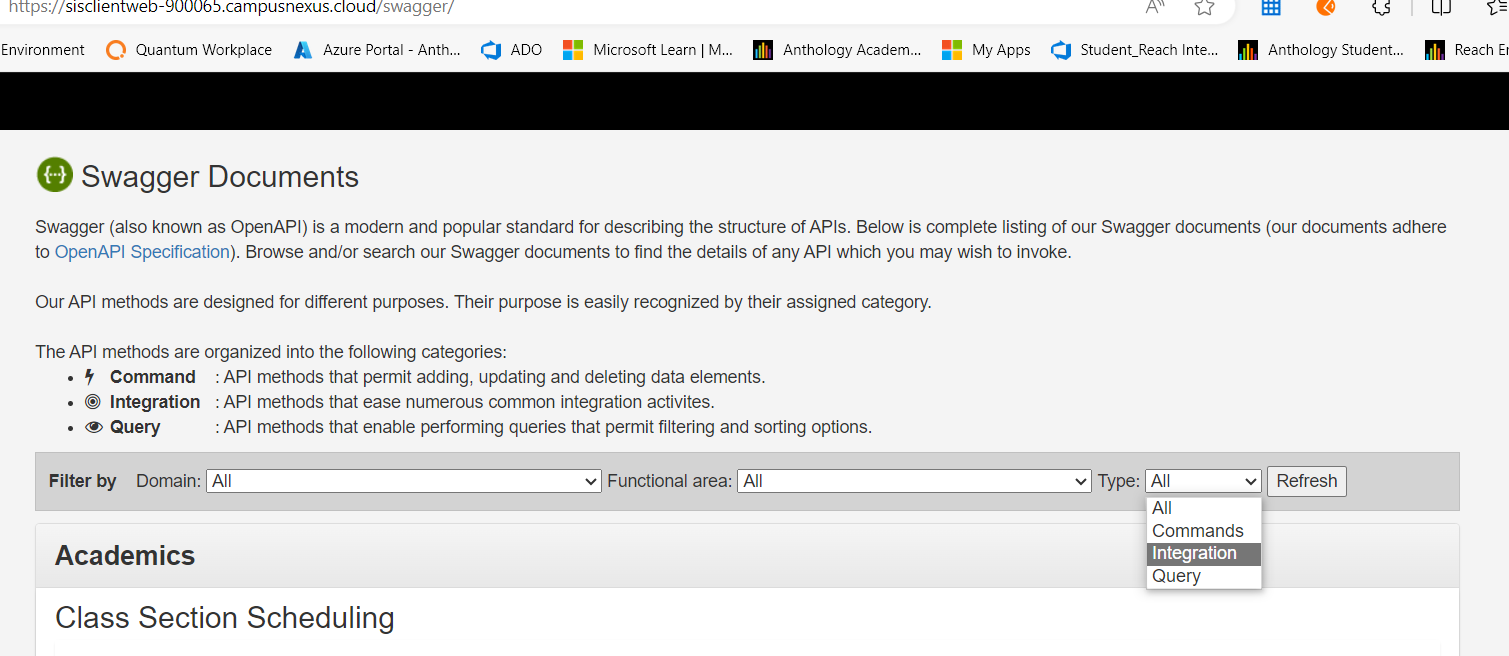 https://sisclientweb-900065.campusnexus.cloud/swagger/
Environment Quantum Workplace Azure Portal - Anth... ADO Microsoft Learn | M... Anthology Academ... My Apps Student_Reach Inte... Anthology Student... Reach En
Swagger Documents
Swagger (also known as OpenAPI) is a modern and popular standard for describing the structure of APIs. Below is complete listing of our Swagger documents (our documents adhere
to OpenAPI Specification). Browse and/or search our Swagger documents to find the details of any API which you may wish to invoke.
Our API methods are designed for different purposes. Their purpose is easily recognized by their assigned category.
The API methods are organized into the following categories:
Command : API methods that permit adding, updating and deleting data elements.
Integration : API methods that ease numerous common integration activites.
Query : API methods that enable performing queries that permit filtering and sorting options.
Filter by Domain: All Functional area: All Type: All Refresh
All
Commands
Integration
Query
Academics
Class Section Scheduling